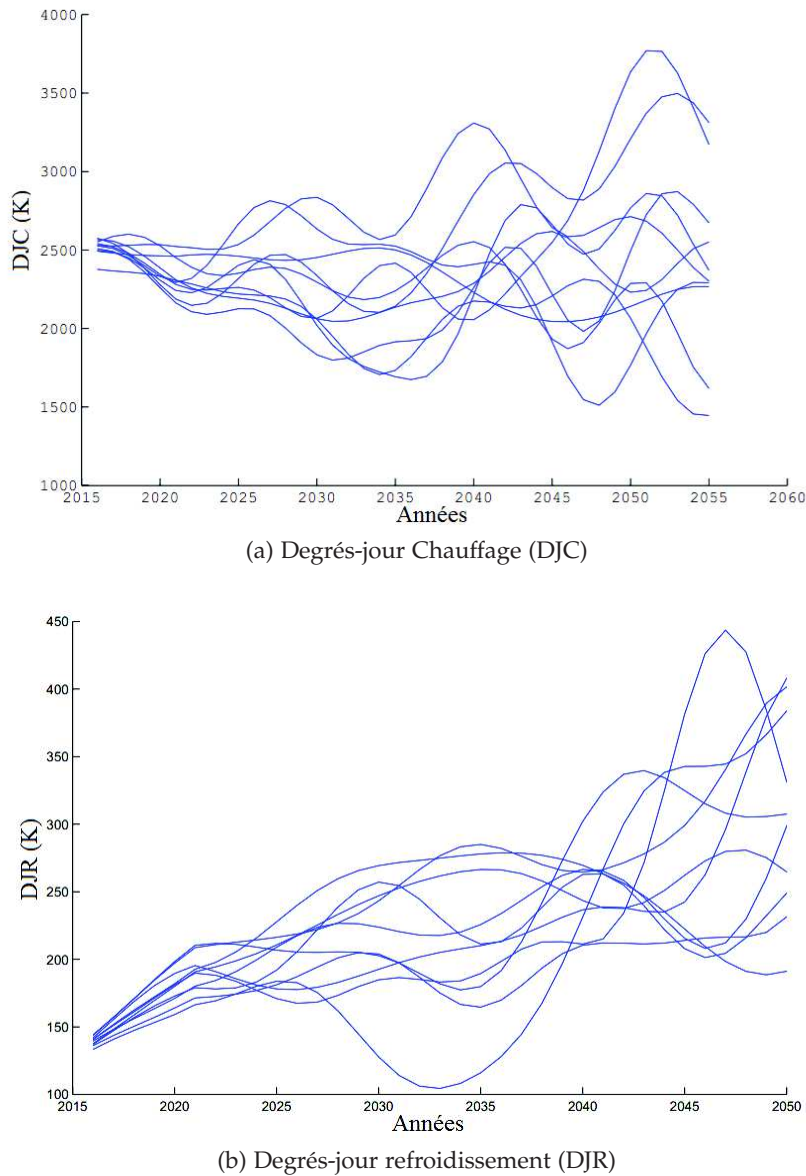 4000
3500
3000
2500
2000
1500
1000
DJC (K)
2015 2020 2025 2030 2035 2040 2045 2050 2055 2060
Années
(a) Degrés-jour Chauffage (DJC)
450
400
350
300
250
200
150
100
DJR (K)
2015 2020 2025 2030 2035 2040 2045 2050
Années
(b) Degrés-jour refroidissement (DJR)